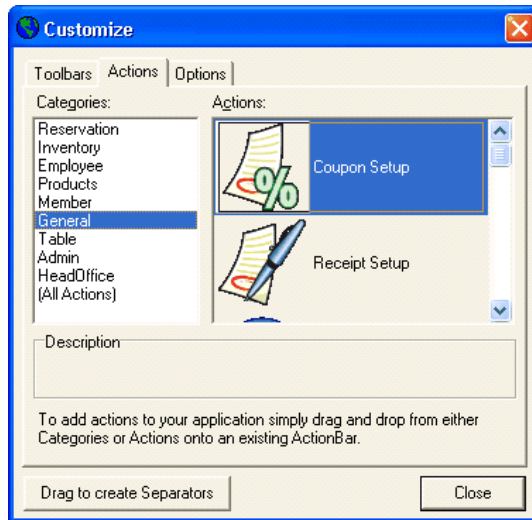 Customize
Toolbars Actions Options
Categories:
Actions:
Reservation
Inventory
Employee
Products
Member
General
Table
Admin
HeadOffice
(All Actions)
%
Coupon Setup
Receipt Setup
Description
To add actions to your application simply drag and drop from either
Categories or Actions onto an existing ActionBar.
Drag to create Separators
Close